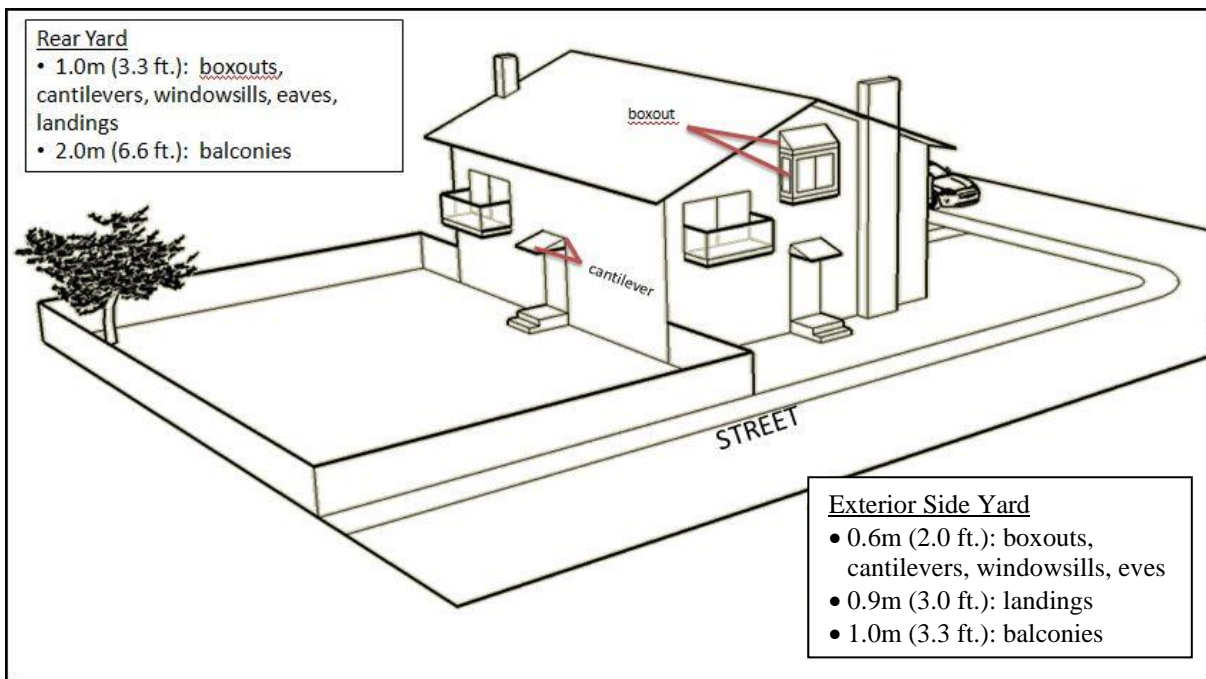 Rear Yard
• 1.0m (3.3 ft.): boxouts,
cantilevers, windowsills, eaves,
landings
• 2.0m (6.6 ft.): balconies
boxout
cantilever
STREET
Exterior Side Yard
• 0.6m (2.0 ft.): boxouts,
cantilevers, windowsills, eves
• 0.9m (3.0 ft.): landings
• 1.0m (3.3 ft.): balconies